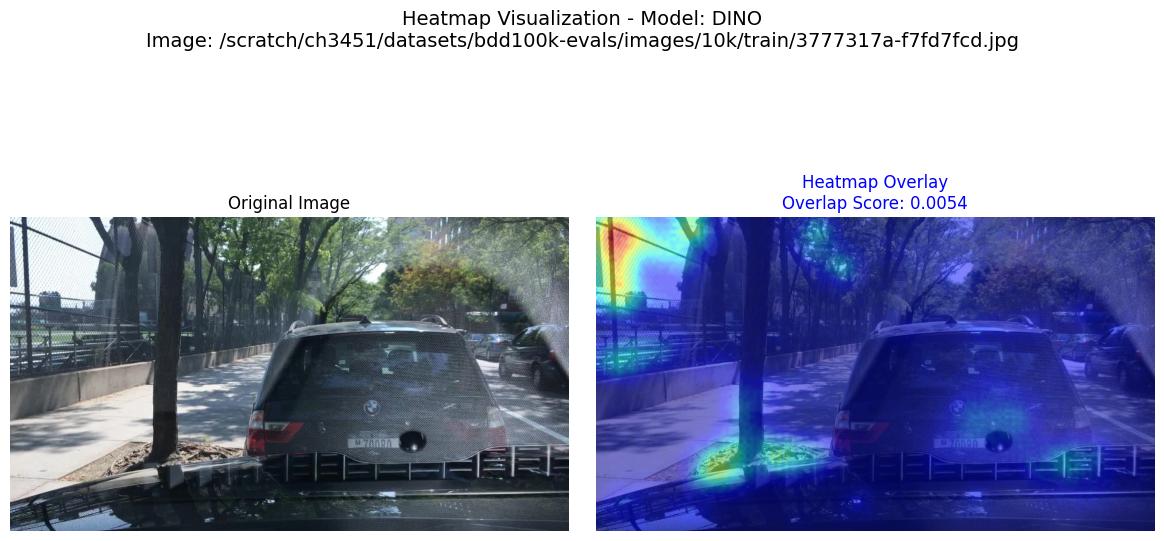 Heatmap Visualization - Model: DINO
Image: /scratch/ch3451/datasets/bdd100k-evals/images/10k/train/3777317a-f7fd7fcd.jpg
Original Image
Heatmap Overlay
Overlap Score: 0.0054